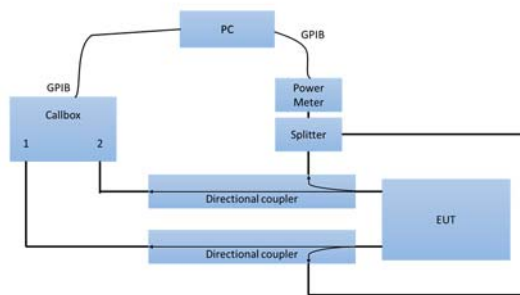 PC
GPIB
GPIB
Power
Meter
Callbox
Splitter
1 2
Directional coupler
EUT
Directional coupler